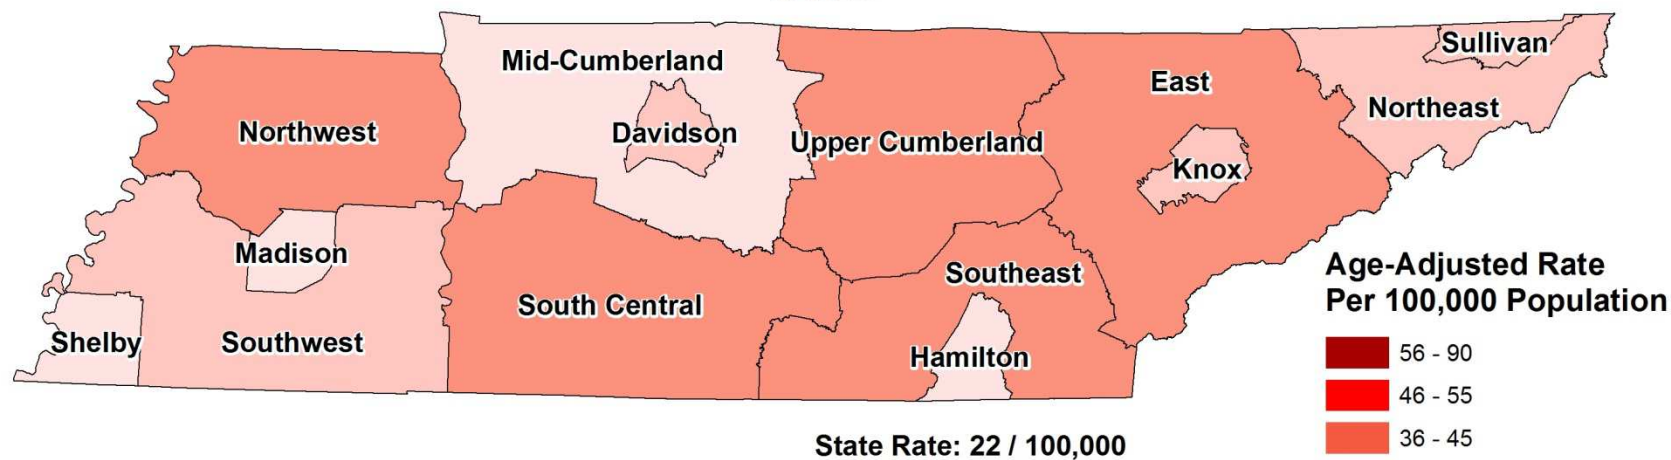 Sullivan
Mid-Cumberland
East
Northeast
Northwest
Davidson
Upper Cumberland
Knox
Madison
Southeast
Age-Adjusted Rate
Per 100,000 Population
South Central
Shelby
Southwest
Hamilton
56 - 90
46 - 55
36 - 45
State Rate: 22 / 100,000